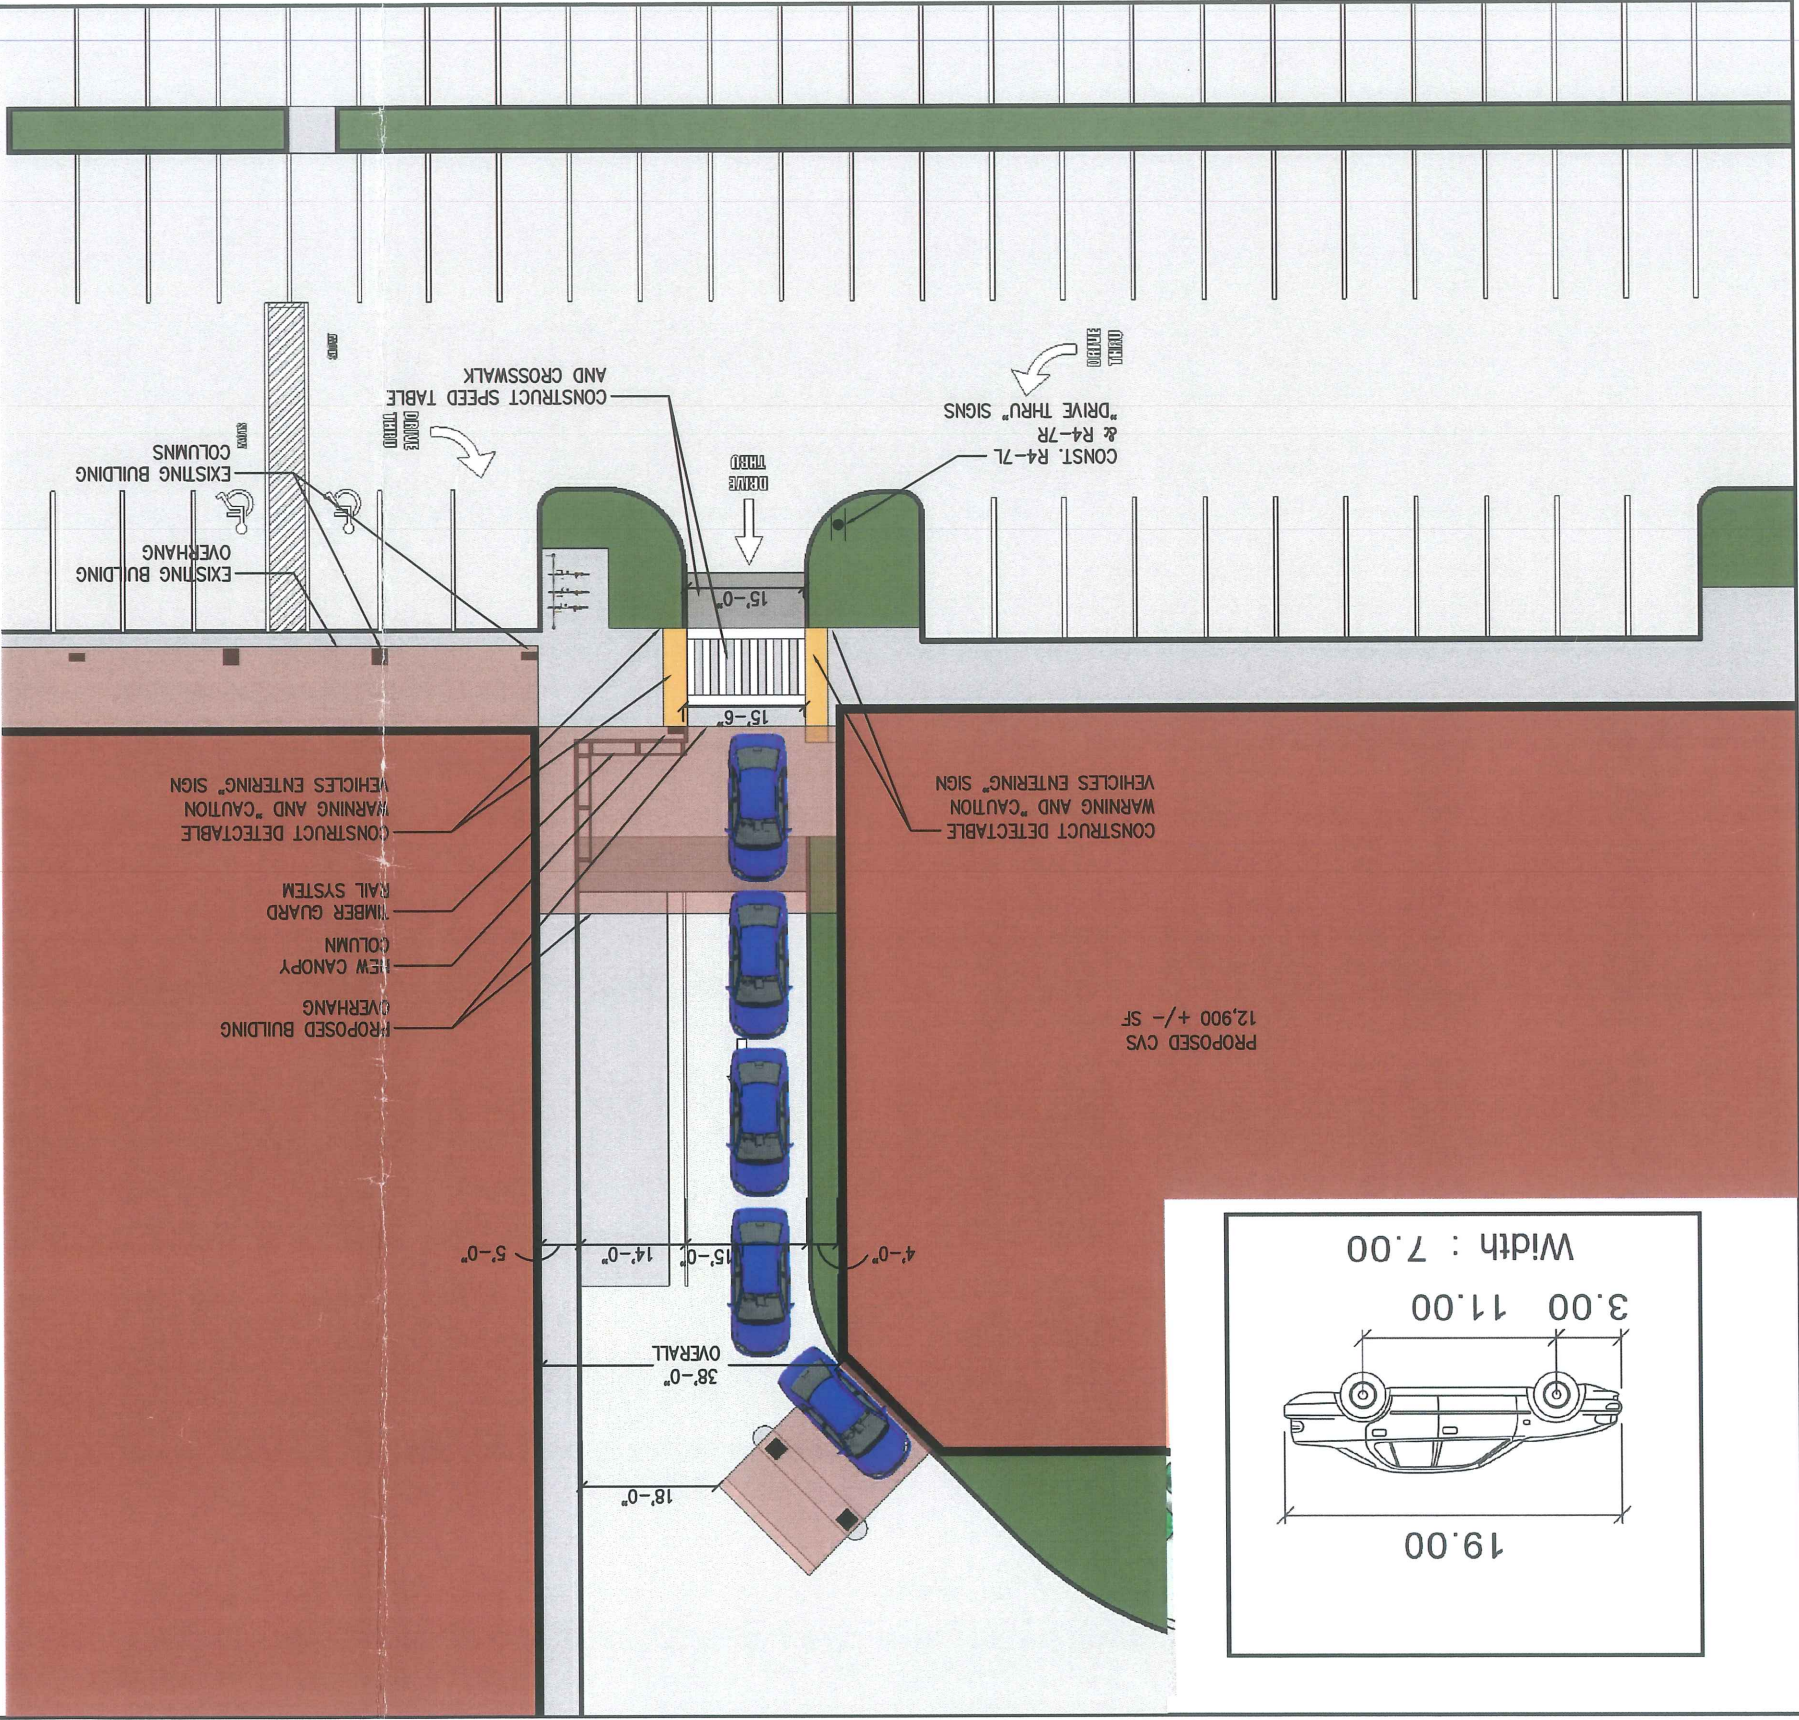 19.00
3.00 11.00
Width : 7.00
18'-0"
38'-0"
OVERALL
4'-0"
15'-0"
14'-0"
5'-0"
PROPOSED CVS
12,900 +/- SF
PROPOSED BUILDING
OVERHANG
NEW CANOPY
COLUMN
TIMBER GUARD
RAIL SYSTEM
CONSTRUCT DETECTABLE
WARNING AND "CAUTION
VEHICLES ENTERING" SIGN
CONSTRUCT DETECTABLE
WARNING AND "CAUTION
VEHICLES ENTERING" SIGN
15'-6"
15'-0"
EXISTING BUILDING
OVERHANG
EXISTING BUILDING
COLUMNS
DRIVE
THRU
CONST. R4-7L
& R4-7R
"DRIVE THRU" SIGNS
DRIVE
THRU
CONSTRUCT SPEED TABLE
AND CROSSWALK
DRIVE
THRU